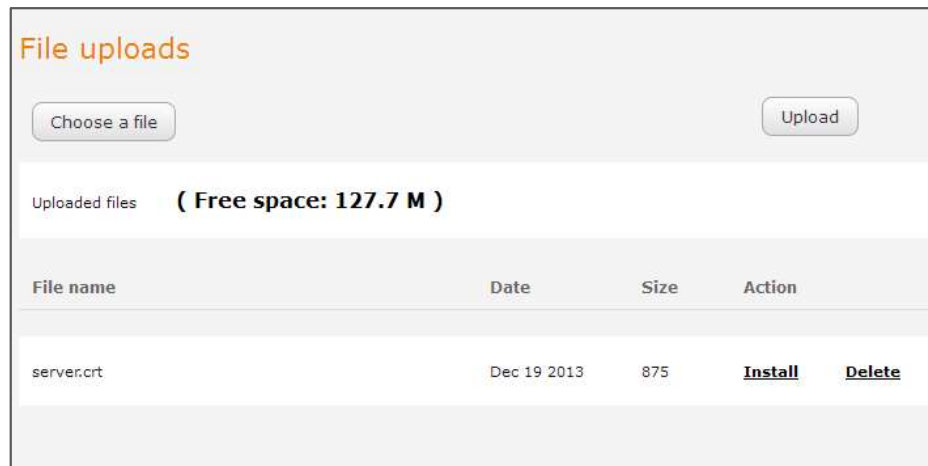 File uploads
Choose a file Upload
Uploaded files ( Free space: 127.7 M )
File name Date Size Action
server.crt Dec 19 2013 875 Install Delete